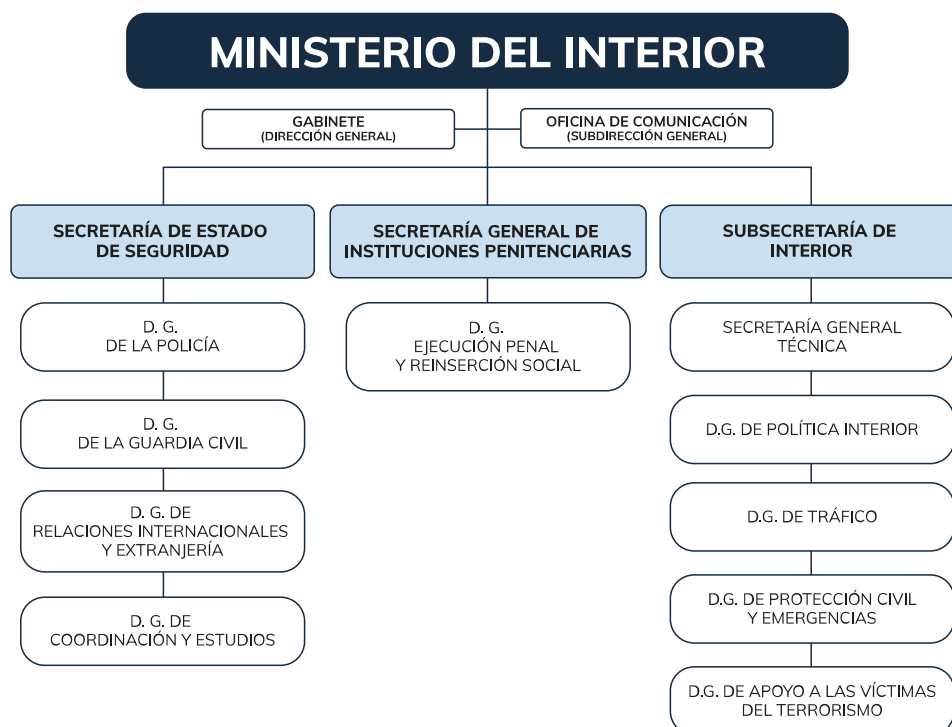 MINISTERIO DEL INTERIOR
GABINETE
(DIRECCIÓN GENERAL)
OFICINA DE COMUNICACIÓN
(SUBDIRECCIÓN GENERAL)
SECRETARÍA DE ESTADO
DE SEGURIDAD
D. G.
DE LA POLICÍA
D. G.
DE LA GUARDIA CIVIL
D. G. DE
RELACIONES INTERNACIONALES
Y EXTRANJERÍA
D. G. DE
COORDINACIÓN Y ESTUDIOS
SECRETARÍA GENERAL DE
INSTITUCIONES PENITENCIARIAS
D. G.
EJECUCIÓN PENAL
Y REINSERCIÓN SOCIAL
SUBSECRETARÍA DE
INTERIOR
SECRETARÍA GENERAL
TÉCNICA
D.G. DE POLÍTICA INTERIOR
D.G. DE TRÁFICO
D.G. DE PROTECCIÓN CIVIL
Y EMERGENCIAS
D.G. DE APOYO A LAS VÍCTIMAS
DEL TERRORISMO